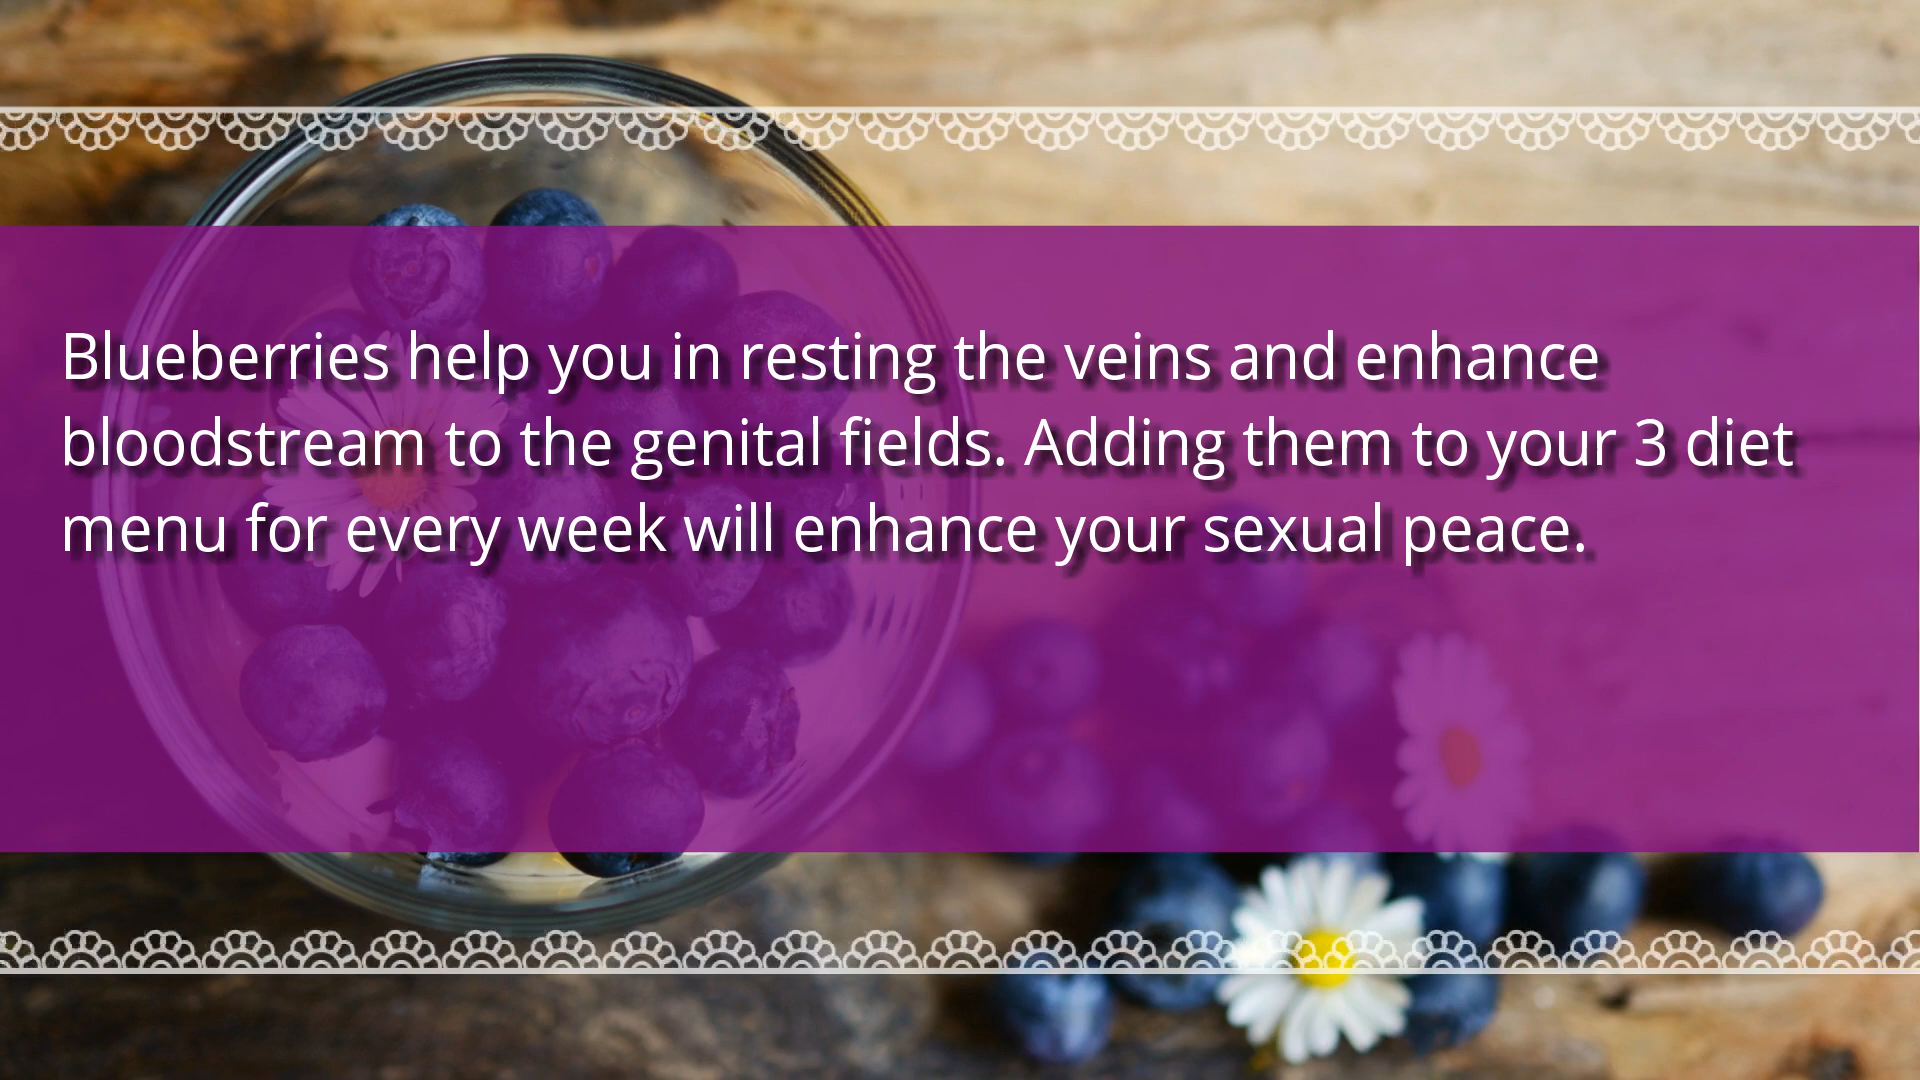 Blueberries help you in resting the veins and enhance
bloodstream to the genital fields. Adding them to your 3 diet
menu for every week will enhance your sexual peace.